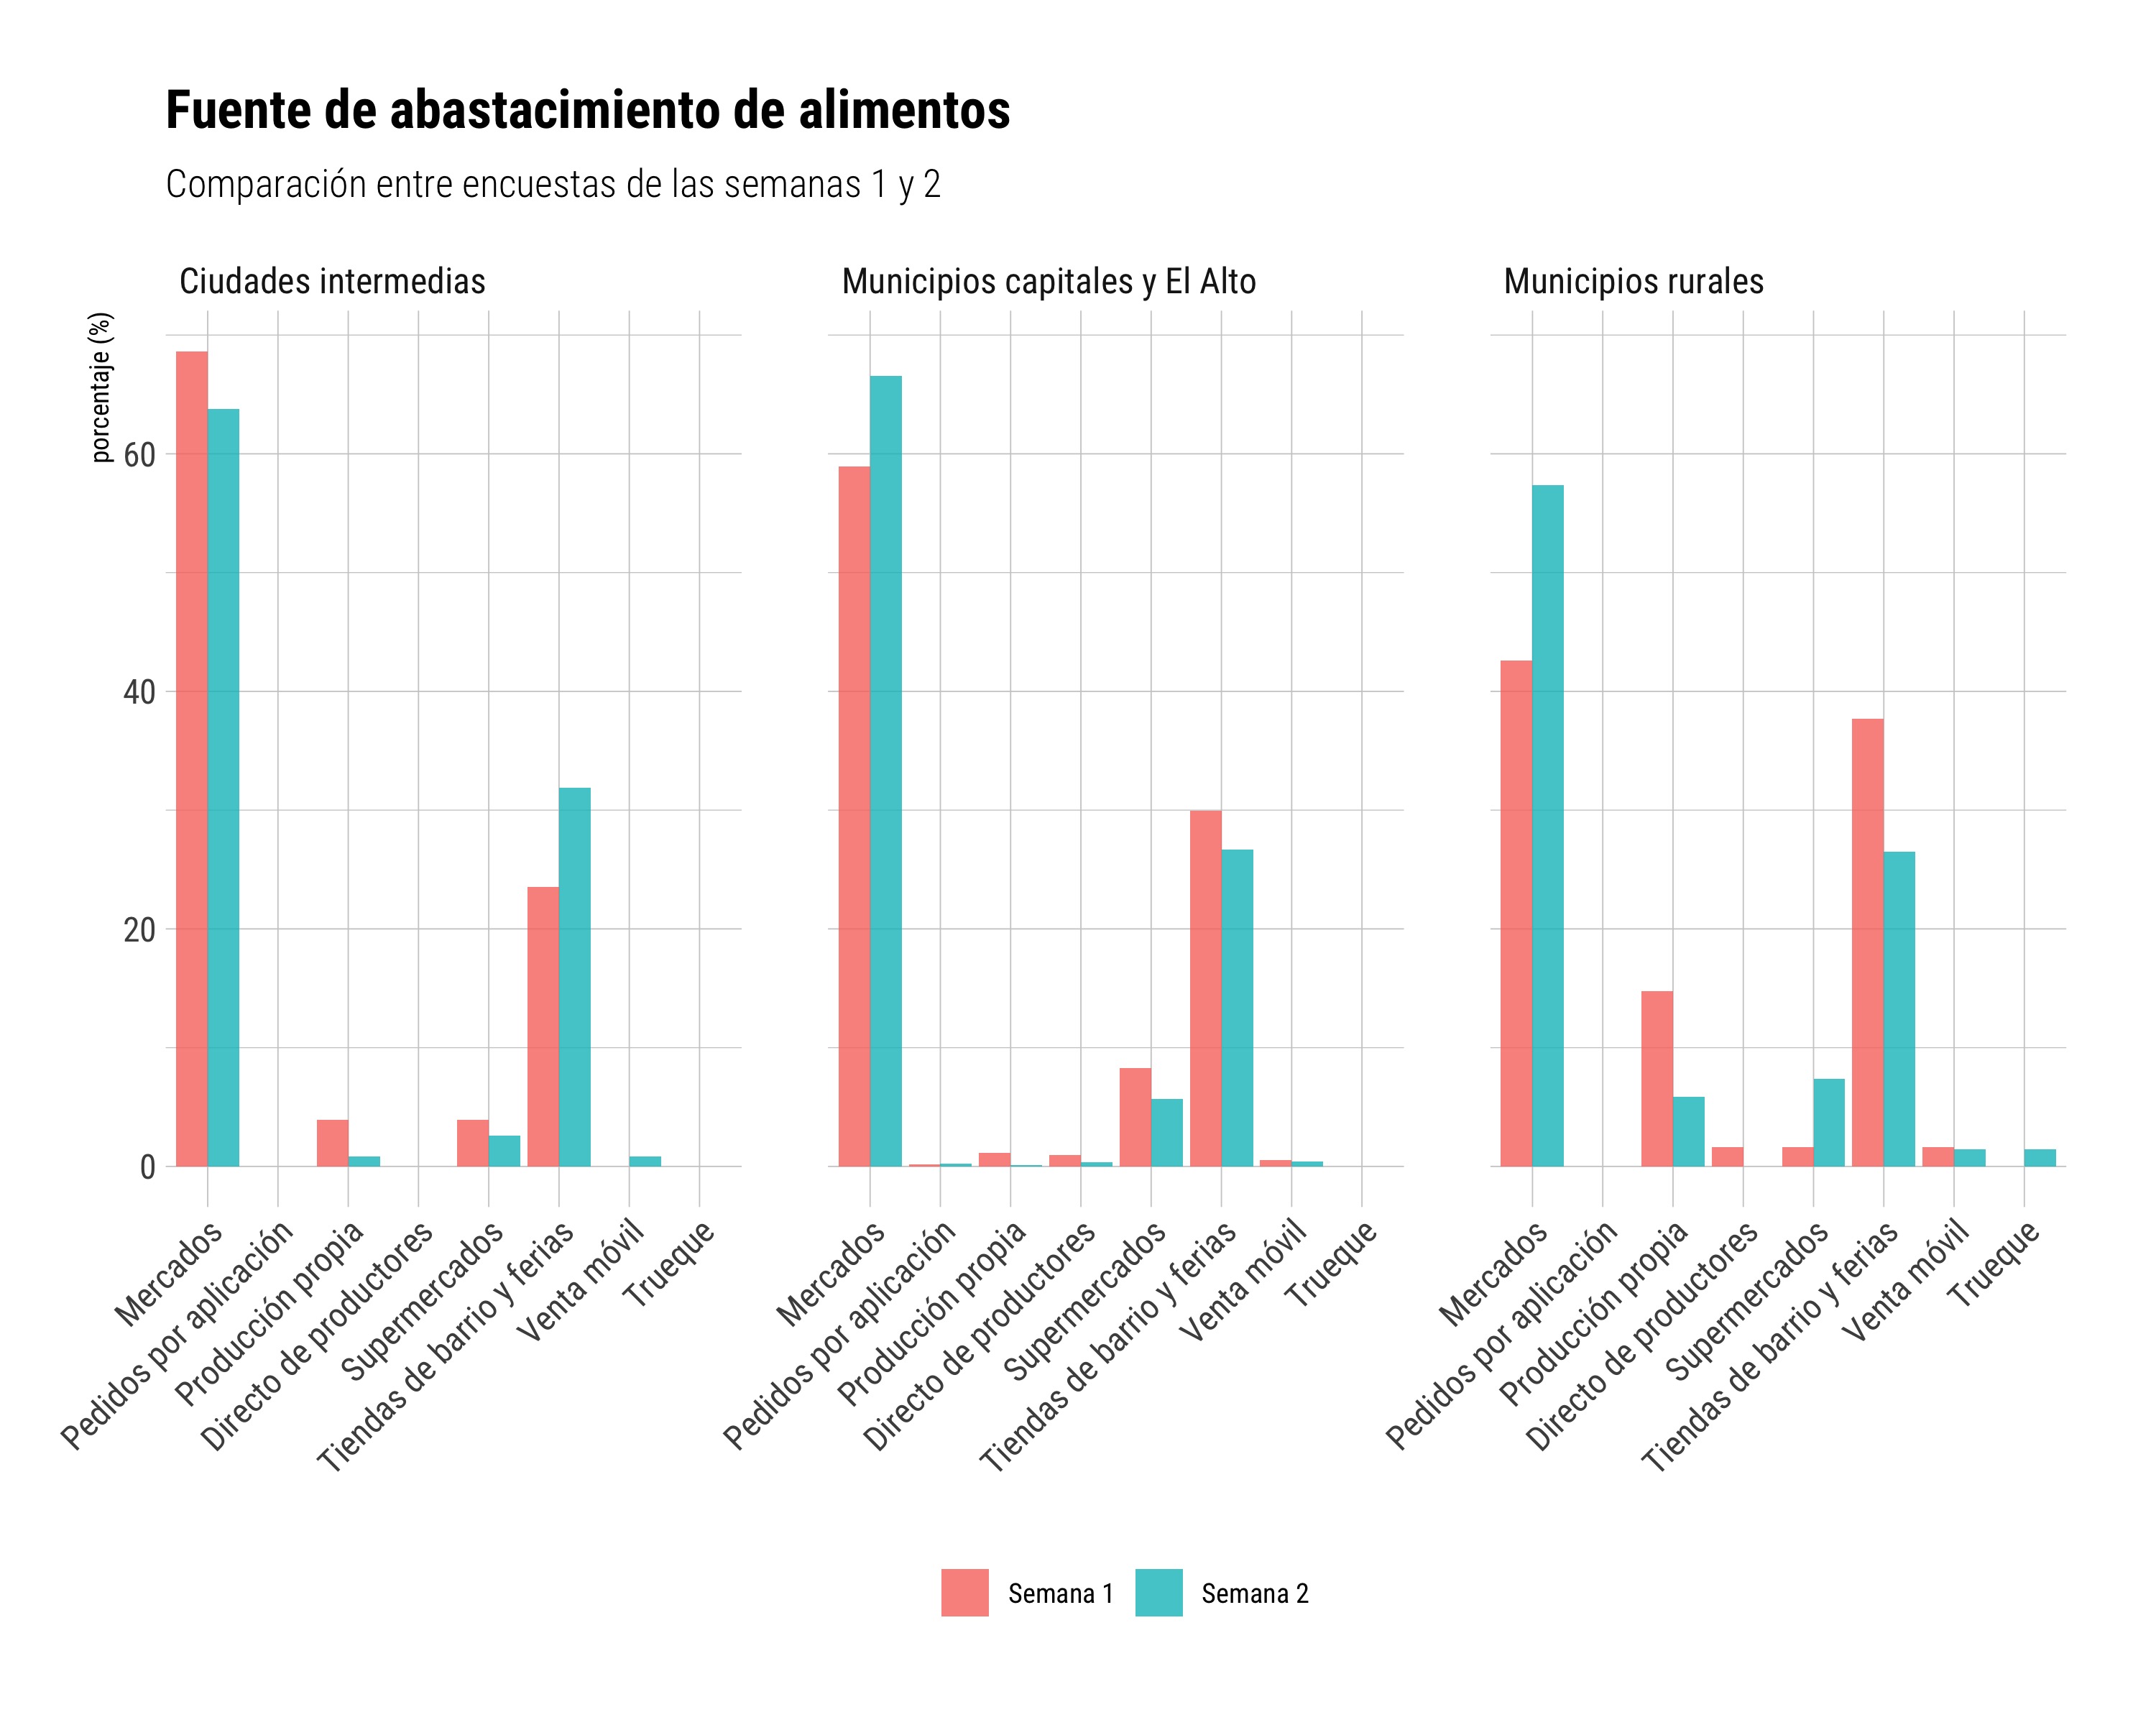 Fuente de abastacimiento de alimentos
Comparación entre encuestas de las semanas 1 y 2
Ciudades intermedias
Municipios capitales y El Alto
Municipios rurales
porcentaje (%)
60
40
20
0
Mercados
Pedidos por aplicación
Producción propia
Directo de productores
Supermercados
Tiendas de barrio y ferias
Venta móvil
Trueque
Mercados
Pedidos por aplicación
Producción propia
Directo de productores
Supermercados
Tiendas de barrio y ferias
Venta móvil
Trueque
Mercados
Pedidos por aplicación
Producción propia
Directo de productores
Supermercados
Tiendas de barrio y ferias
Venta móvil
Trueque
Semana 1
Semana 2